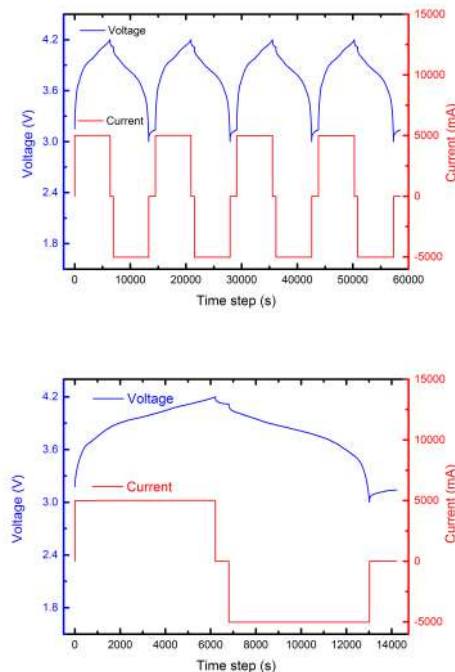 15000
4.2
Voltage
10000
3.6
Voltage (V)
Current (mA)
Current
5000
3.0
2.4
0
1.8
-5000
0 10000 20000 30000 40000 50000 60000
Time step (s)
15000
4.2
Voltage
10000
3.6
Voltage (V)
Current (mA)
Current
5000
3.0
2.4
0
1.8
-5000
0 2000 4000 6000 8000 10000 12000 14000
Time step (s)